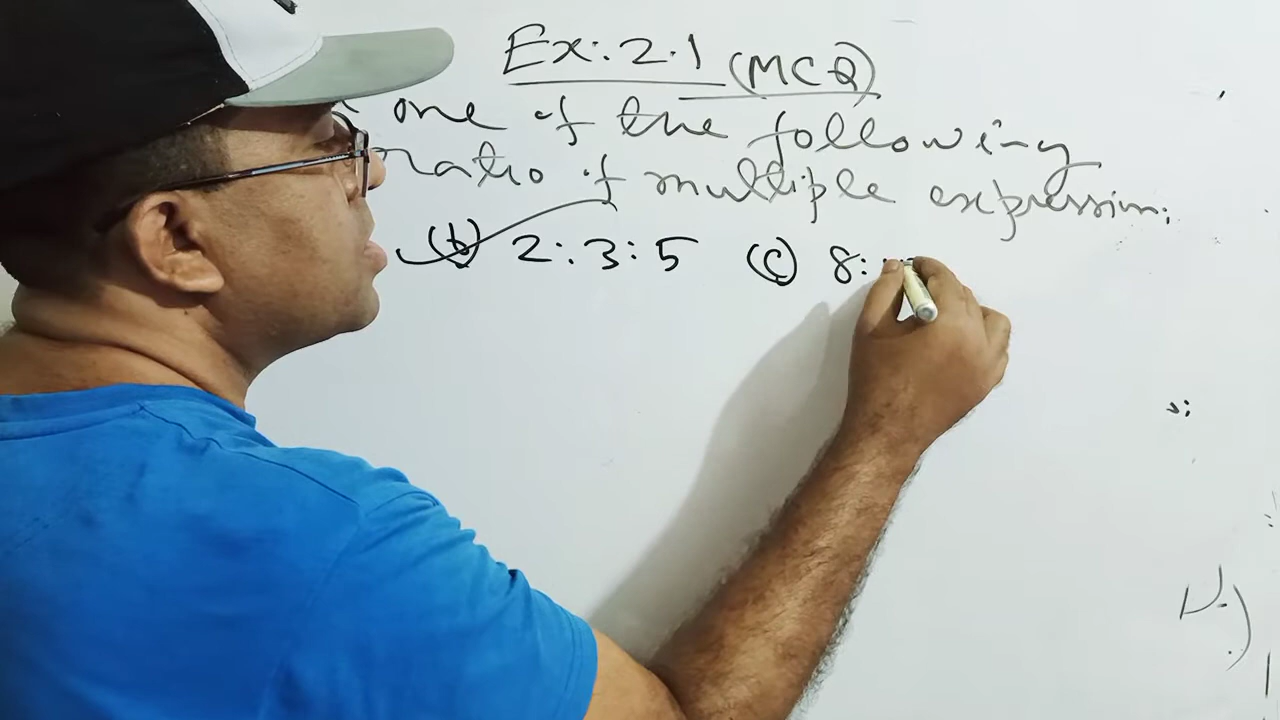 Ex: 2.1 (MCQ)
one of the following
ratio of multiple expression;
(b) 2:3:5 (c) 8: